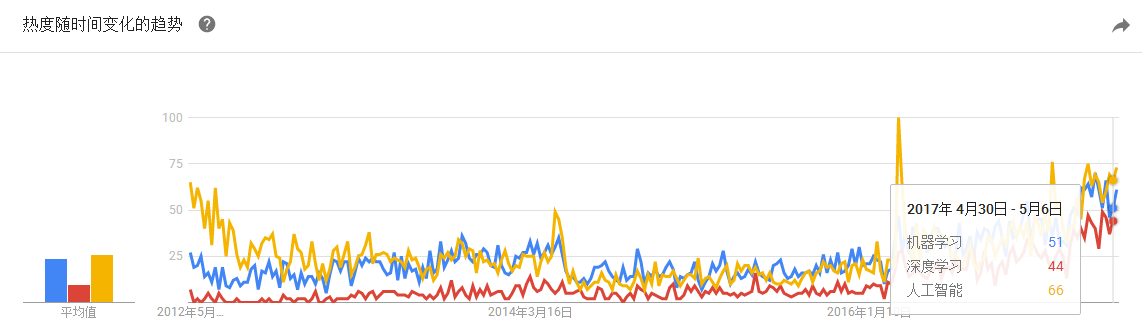 热度随时间变化的趋势
100
75
50
25
平均值
2012年5月...
2014年3月16日
2016年1月
2017年 4月30日 - 5月6日
机器学习 51
深度学习 44
人工智能 66